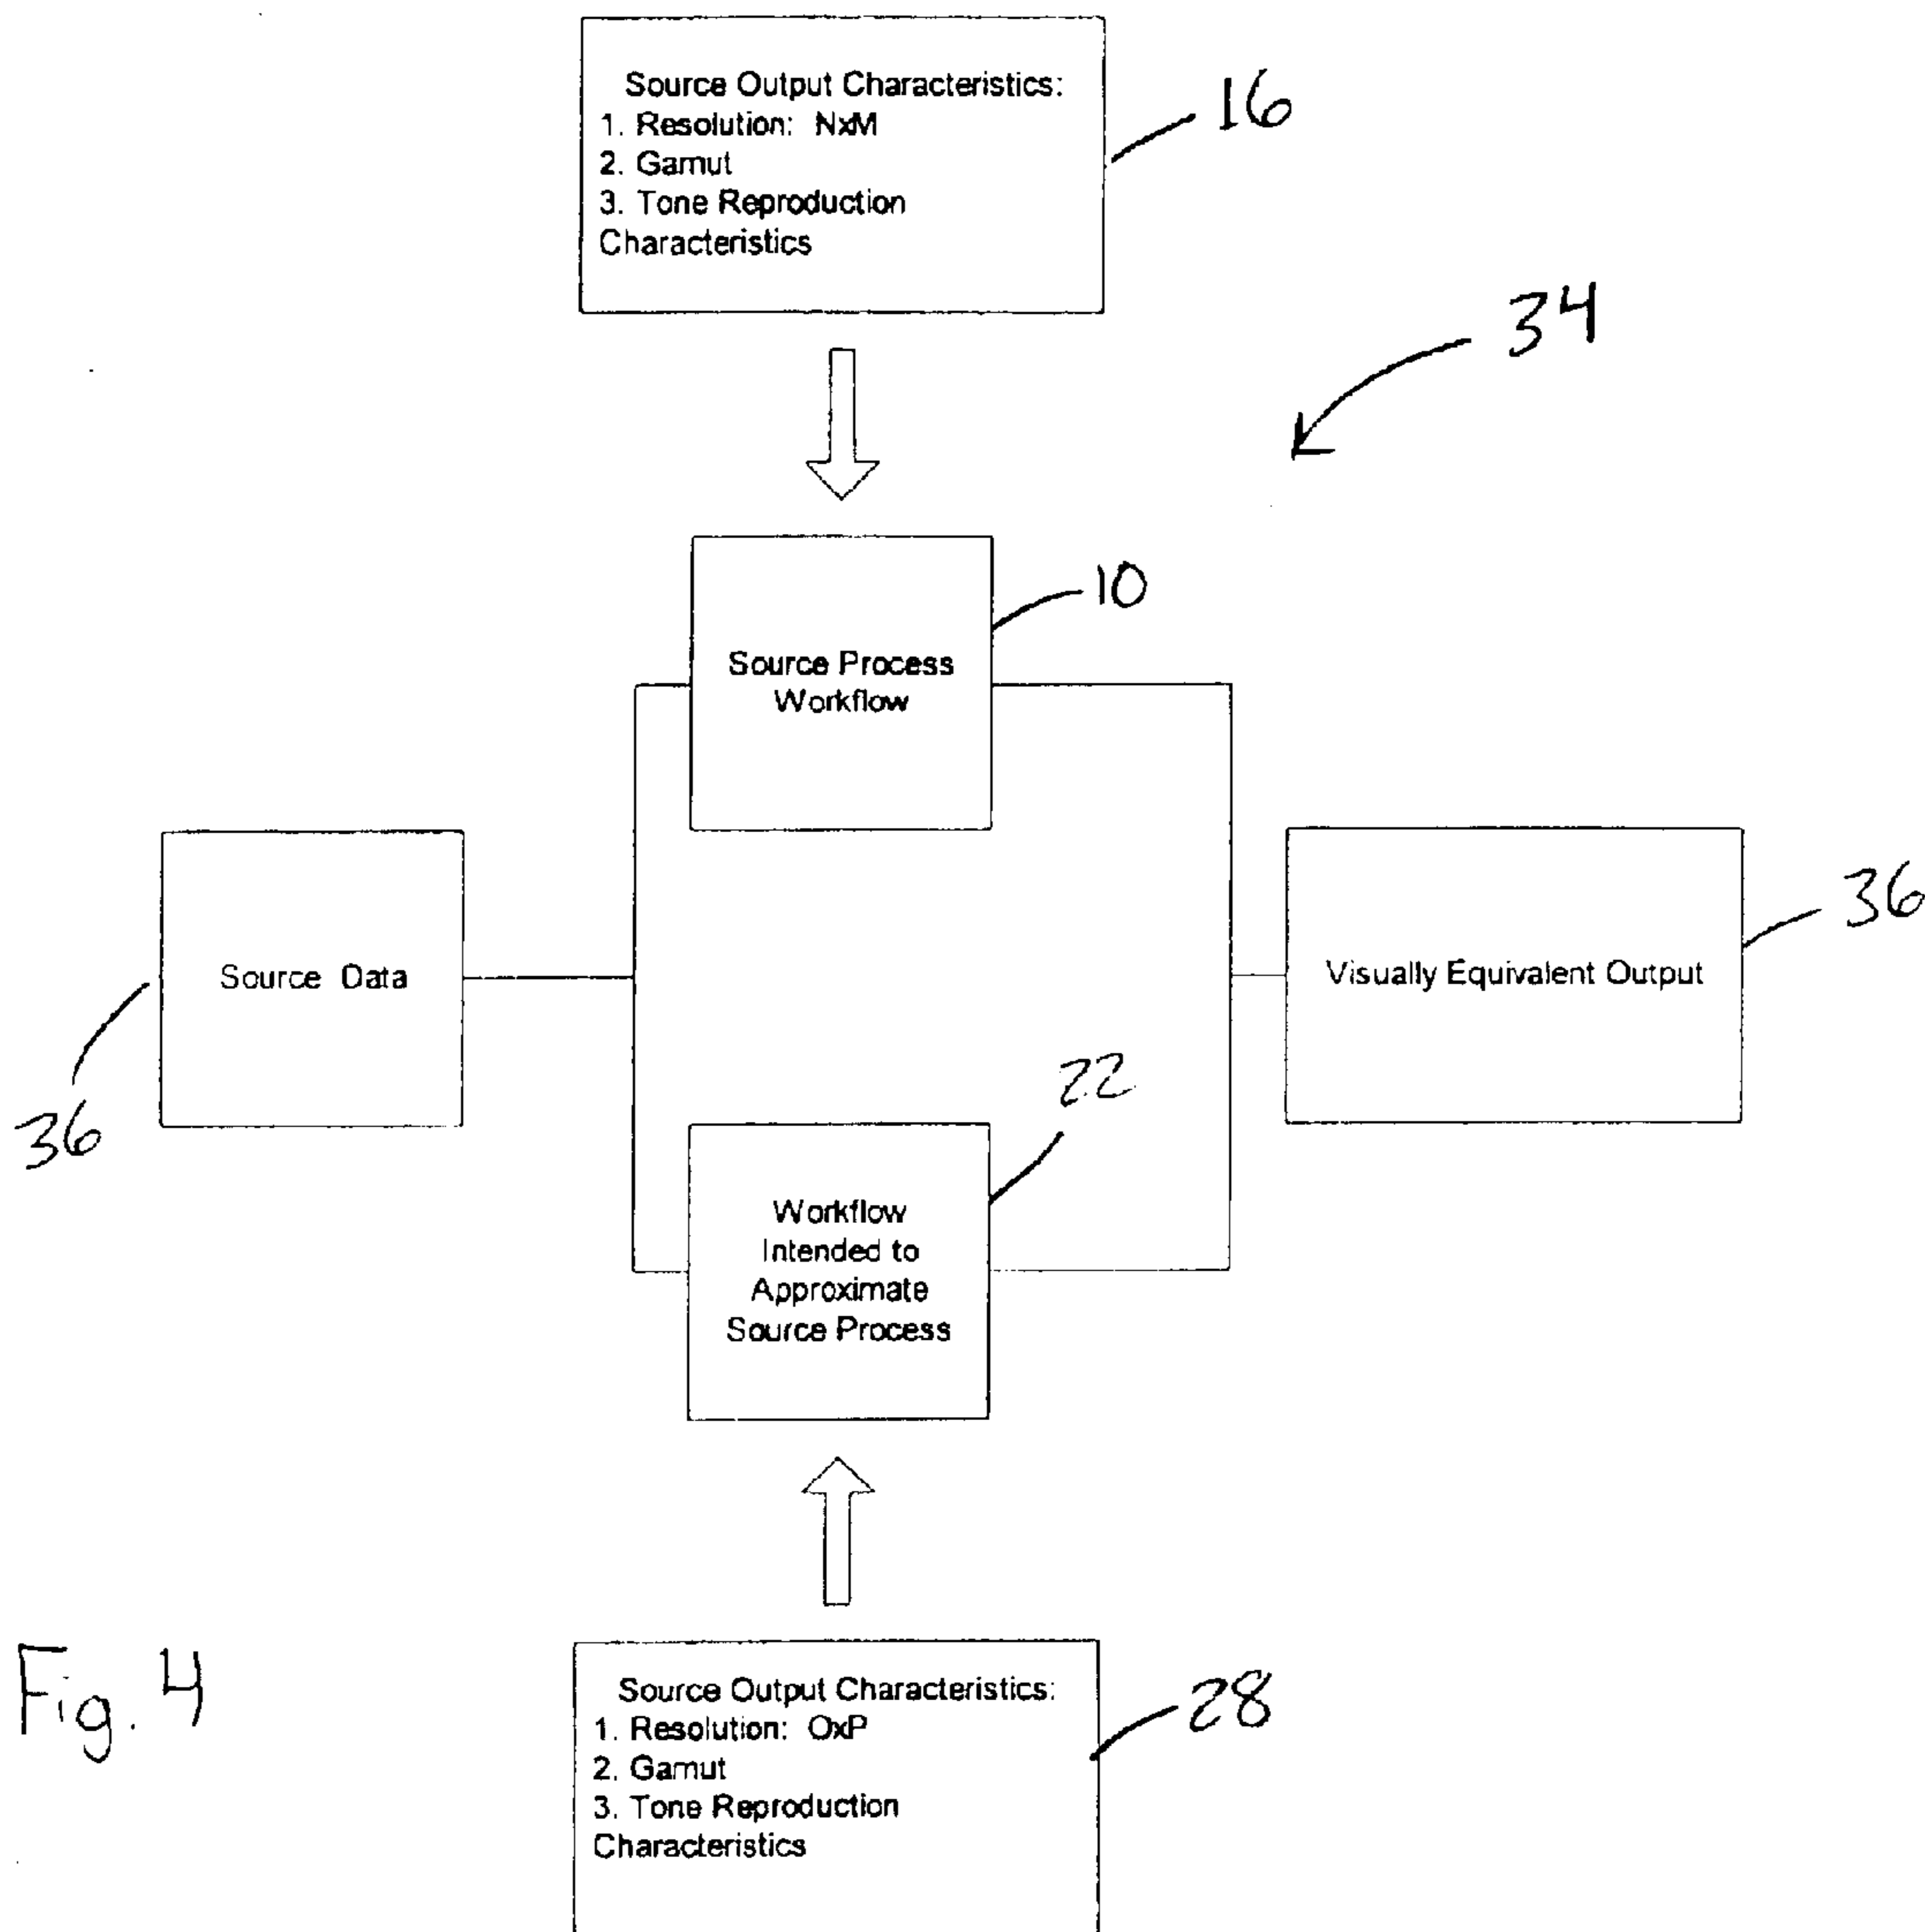 Source Output Characteristics:
1. Resolution: NxM
2. Gamut
3. Tone Reproduction
Characteristics
16
34
10
Source Process
Workflow
Source Data
36
Visually Equivalent Output
36
22
Workflow
Intended to
Approximate
Source Process
Fig. 4
Source Output Characteristics:
1. Resolution: OxP
2. Gamut
3. Tone Reproduction
Characteristics
28